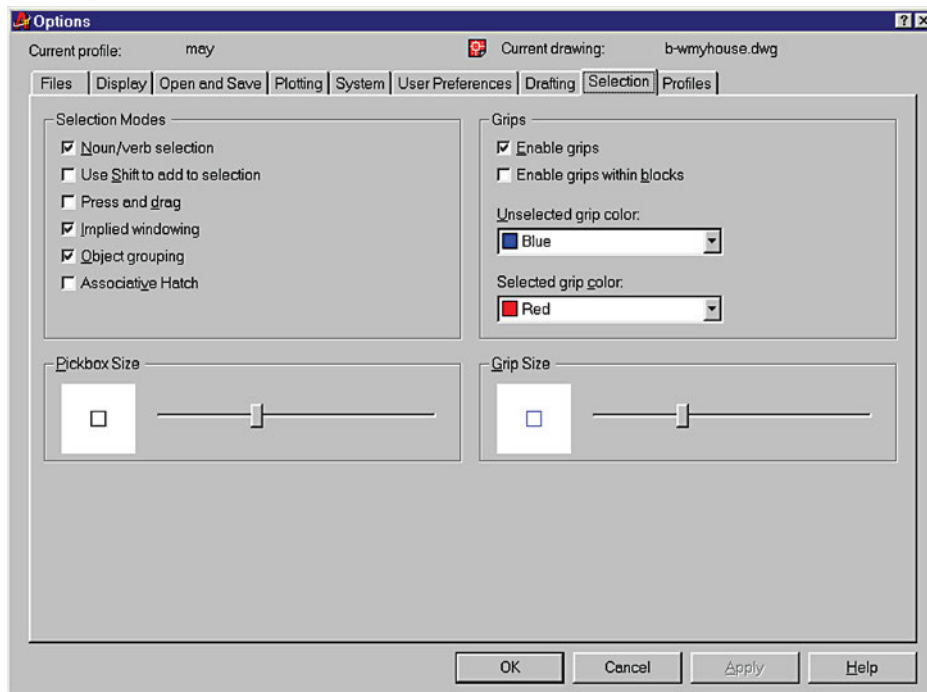 Options
Current profile: may Current drawing: b-wmyhouse.dwg
Files Display Open and Save Plotting System User Preferences Drafting Selection Profiles
Selection Modes
Noun/verb selection
Use Shift to add to selection
Press and drag
Implied windowing
Object grouping
Associative Hatch
Grips
Enable grips
Enable grips within blocks
Unselected grip color:
Blue
Selected grip color:
Red
Pickbox Size
Grip Size
OK Cancel Apply Help